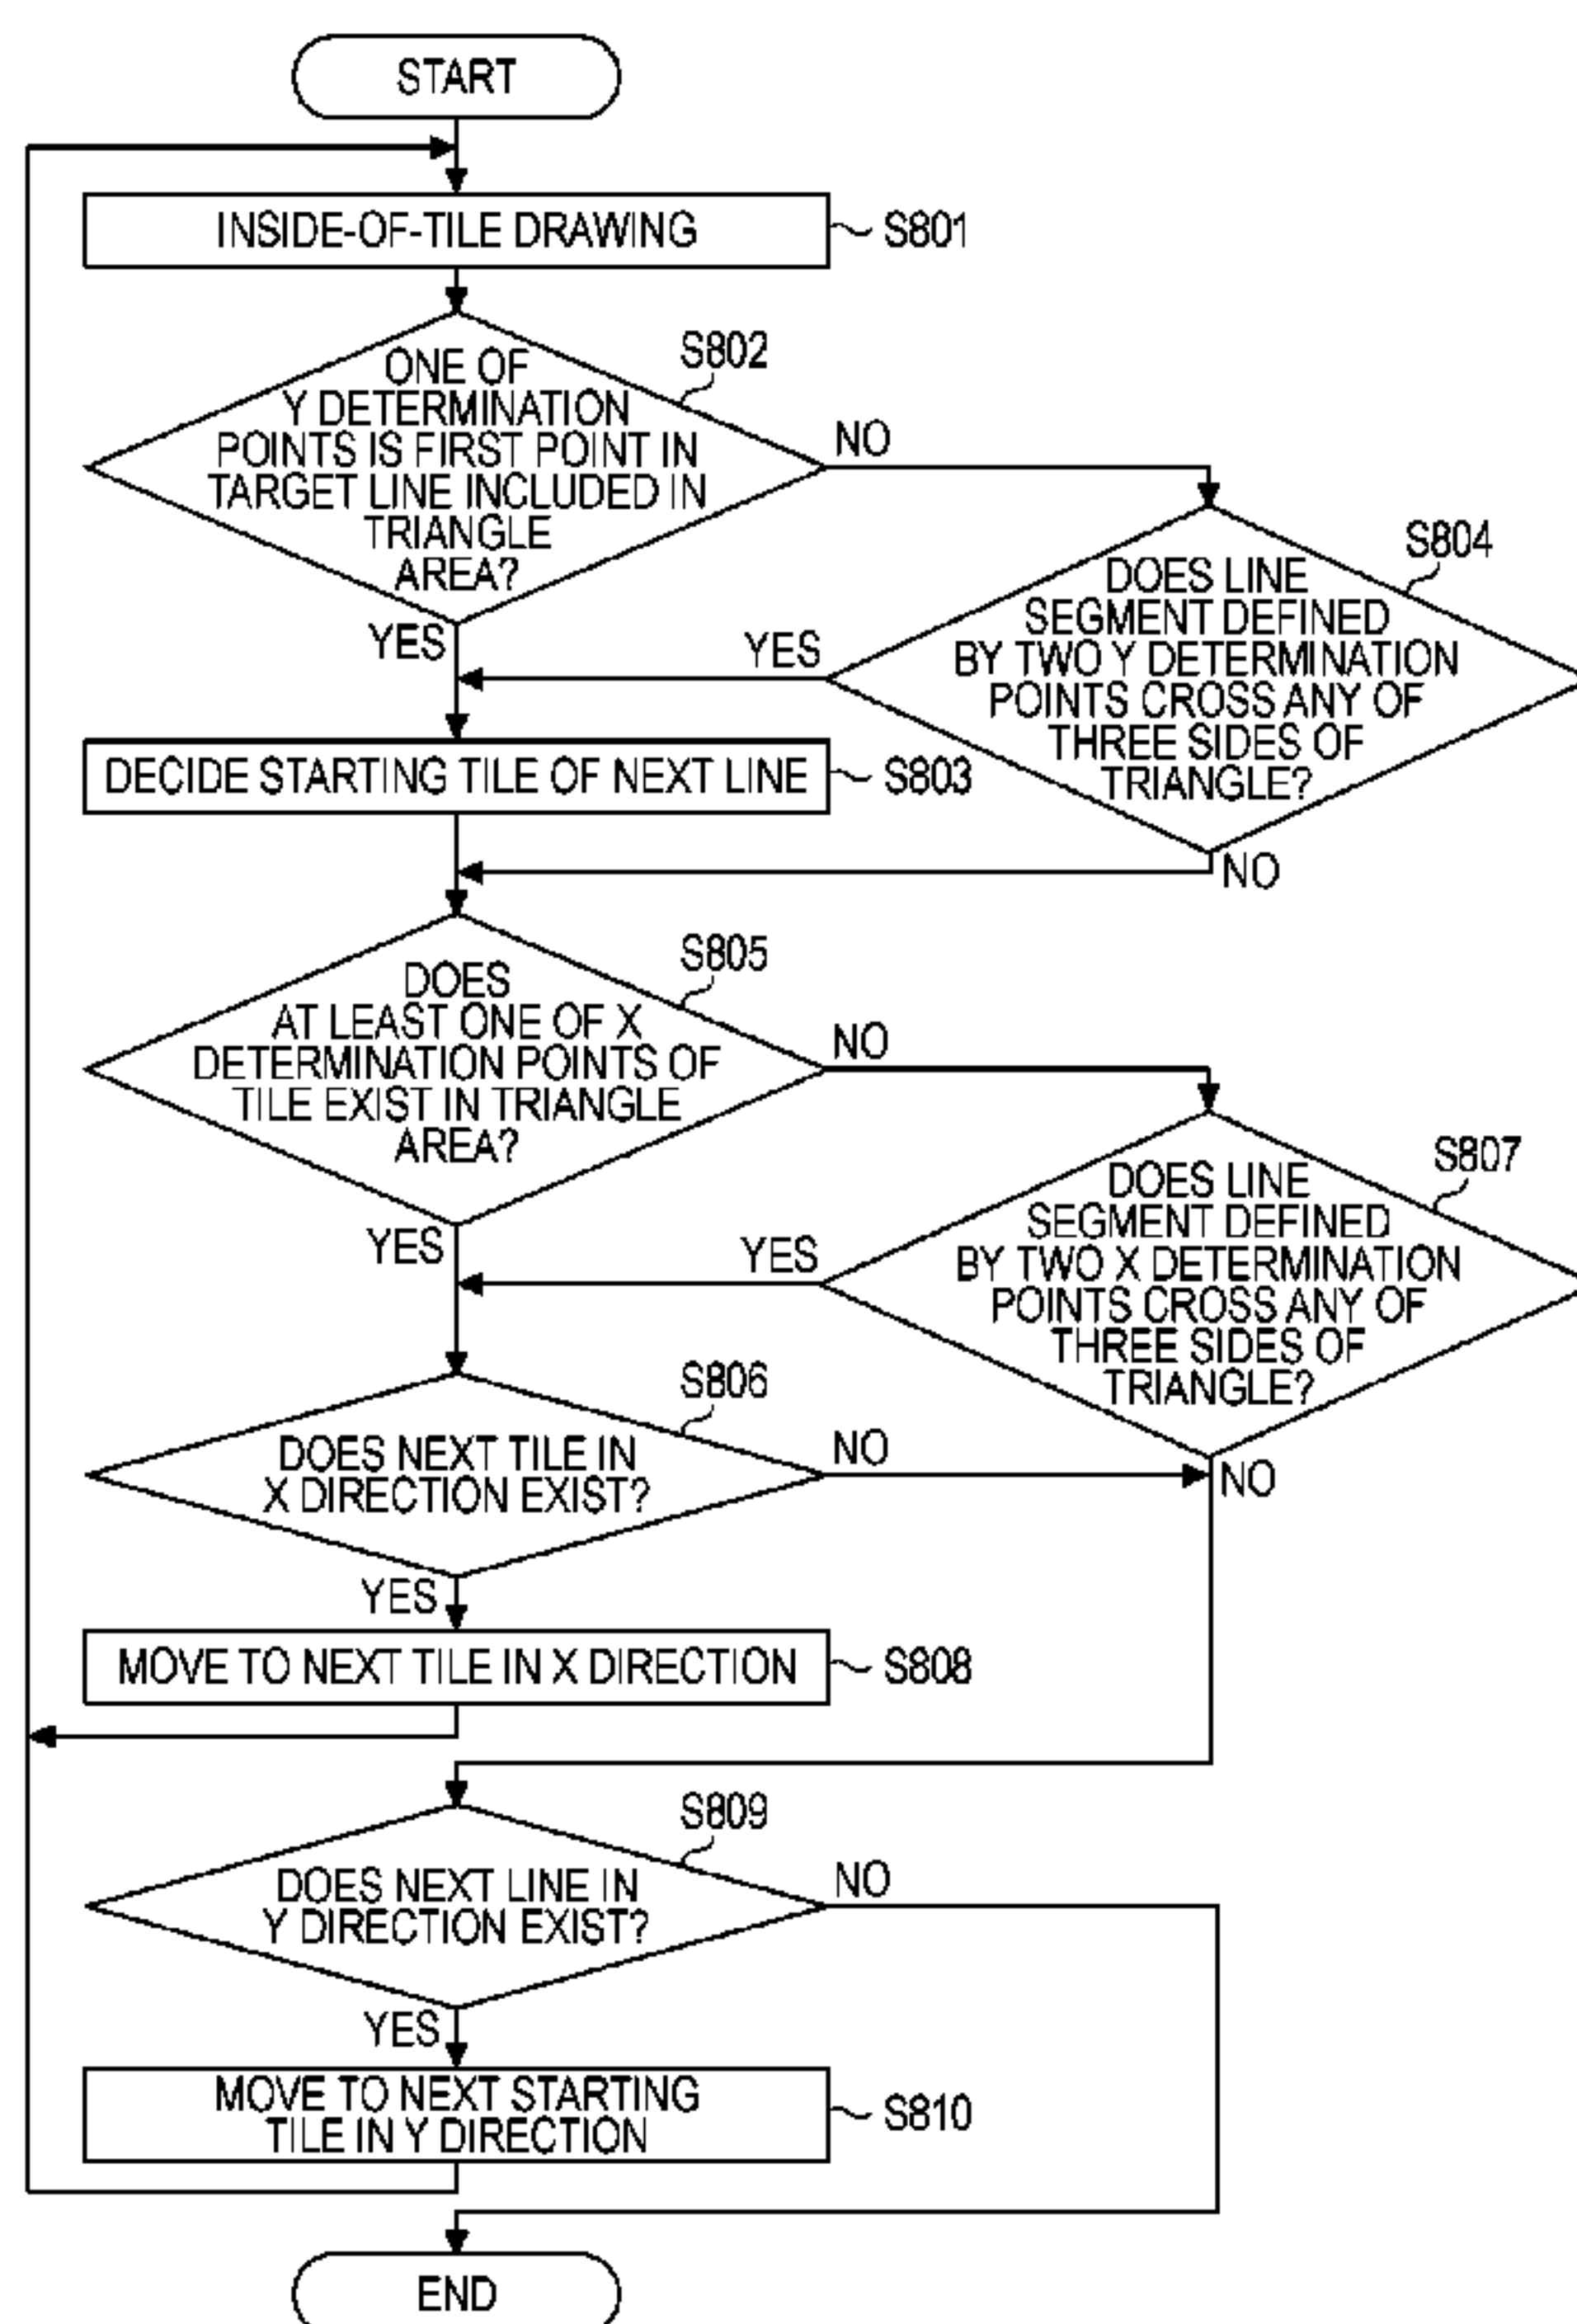 START
INSIDE-OF-TILE DRAWING
S801
S802
ONE OF
Y DETERMINATION
POINTS IS FIRST POINT IN
TARGET LINE INCLUDED IN
TRIANGLE
AREA?
NO
YES
S804
DOES LINE
SEGMENT DEFINED
BY TWO Y DETERMINATION
POINTS CROSS ANY OF
THREE SIDES OF
TRIANGLE?
YES
NO
DECIDE STARTING TILE OF NEXT LINE
S803
S805
DOES
AT LEAST ONE OF X
DETERMINATION POINTS OF
TILE EXIST IN TRIANGLE
AREA?
NO
YES
S807
DOES LINE
SEGMENT DEFINED
BY TWO X DETERMINATION
POINTS CROSS ANY OF
THREE SIDES OF
TRIANGLE?
YES
NO
S806
DOES NEXT TILE IN
X DIRECTION EXIST?
NO
YES
MOVE TO NEXT TILE IN X DIRECTION
S808
S809
DOES NEXT LINE IN
Y DIRECTION EXIST?
NO
YES
MOVE TO NEXT STARTING
TILE IN Y DIRECTION
S810
END